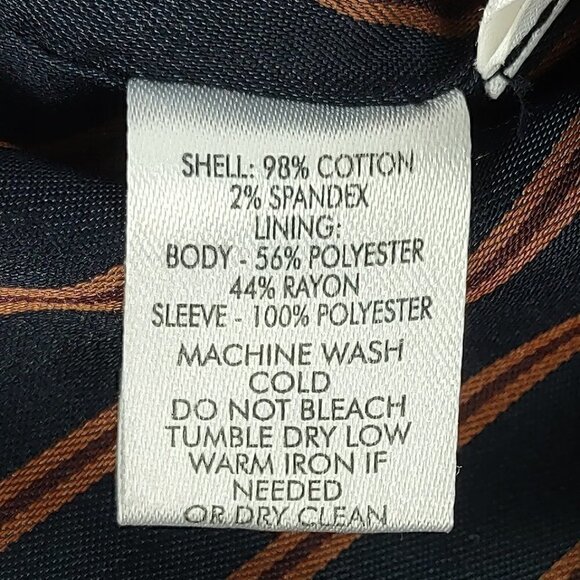 SHELL: 98% COTTON
2% SPANDEX
LINING:
BODY - 56% POLYESTER
44% RAYON
SLEEVE - 100% POLYESTER
MACHINE WASH
COLD
DO NOT BLEACH
TUMBLE DRY LOW
WARM IRON IF
NEEDED
OR DRY CLEAN